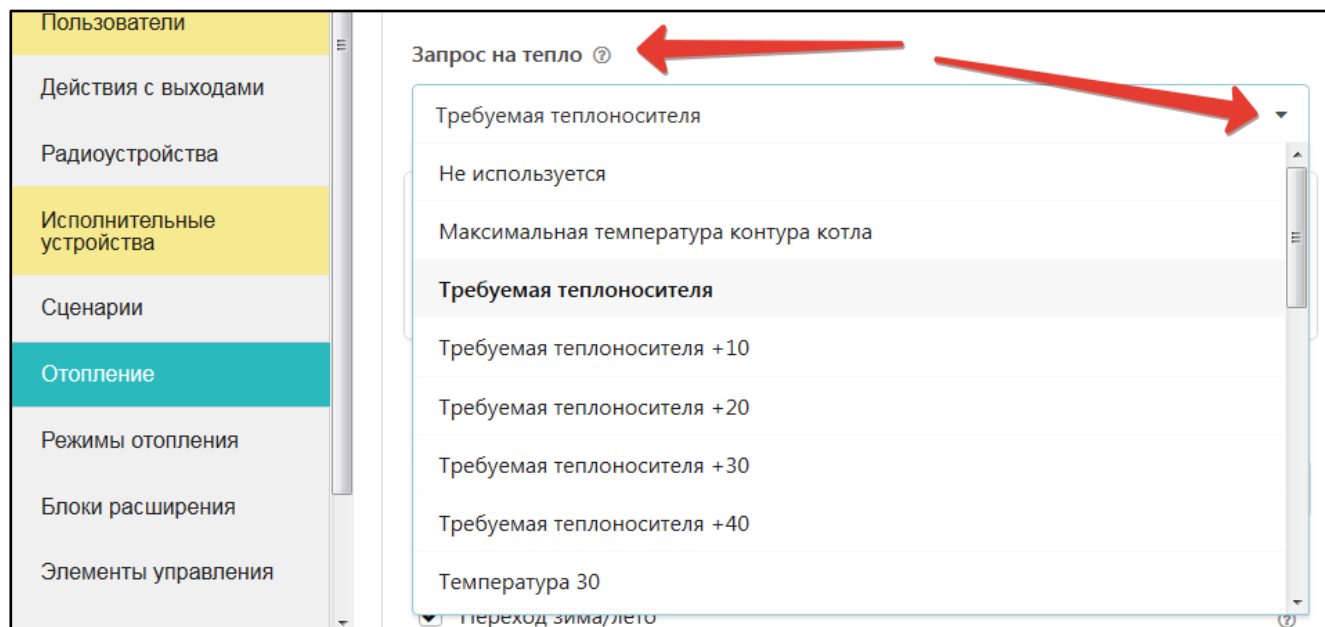 Пользователи
Действия с выходами
Радиоустройства
Исполнительные
устройства
Сценарии
Отопление
Режимы отопления
Блоки расширения
Элементы управления
Запрос на тепло
Требуемая теплоносителя
Не используется
Максимальная температура контура котла
Требуемая теплоносителя
Требуемая теплоносителя +10
Требуемая теплоносителя +20
Требуемая теплоносителя +30
Требуемая теплоносителя +40
Температура 30
Переход зима/лето